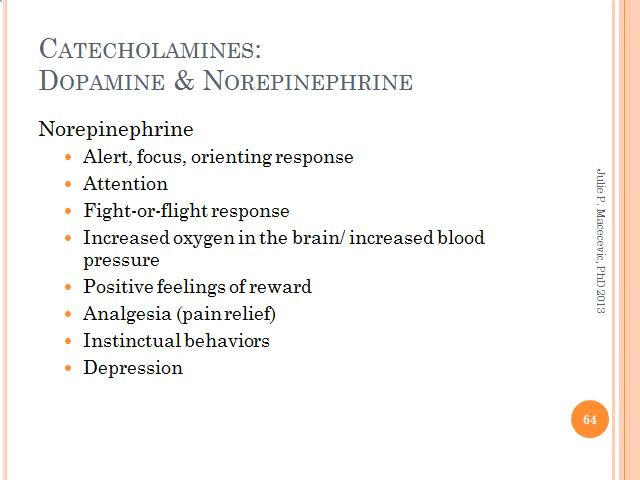 CATECHOLAMINES:
DOPAMINE & NOREPINEPHRINE
Norepinephrine
• Alert, focus, orienting response
• Attention
• Fight-or-flight response
• Increased oxygen in the brain/ increased blood
pressure
• Positive feelings of reward
• Analgesia (pain relief)
• Instinctual behaviors
• Depression
Julie P. Macecevic, PhD 2013
64